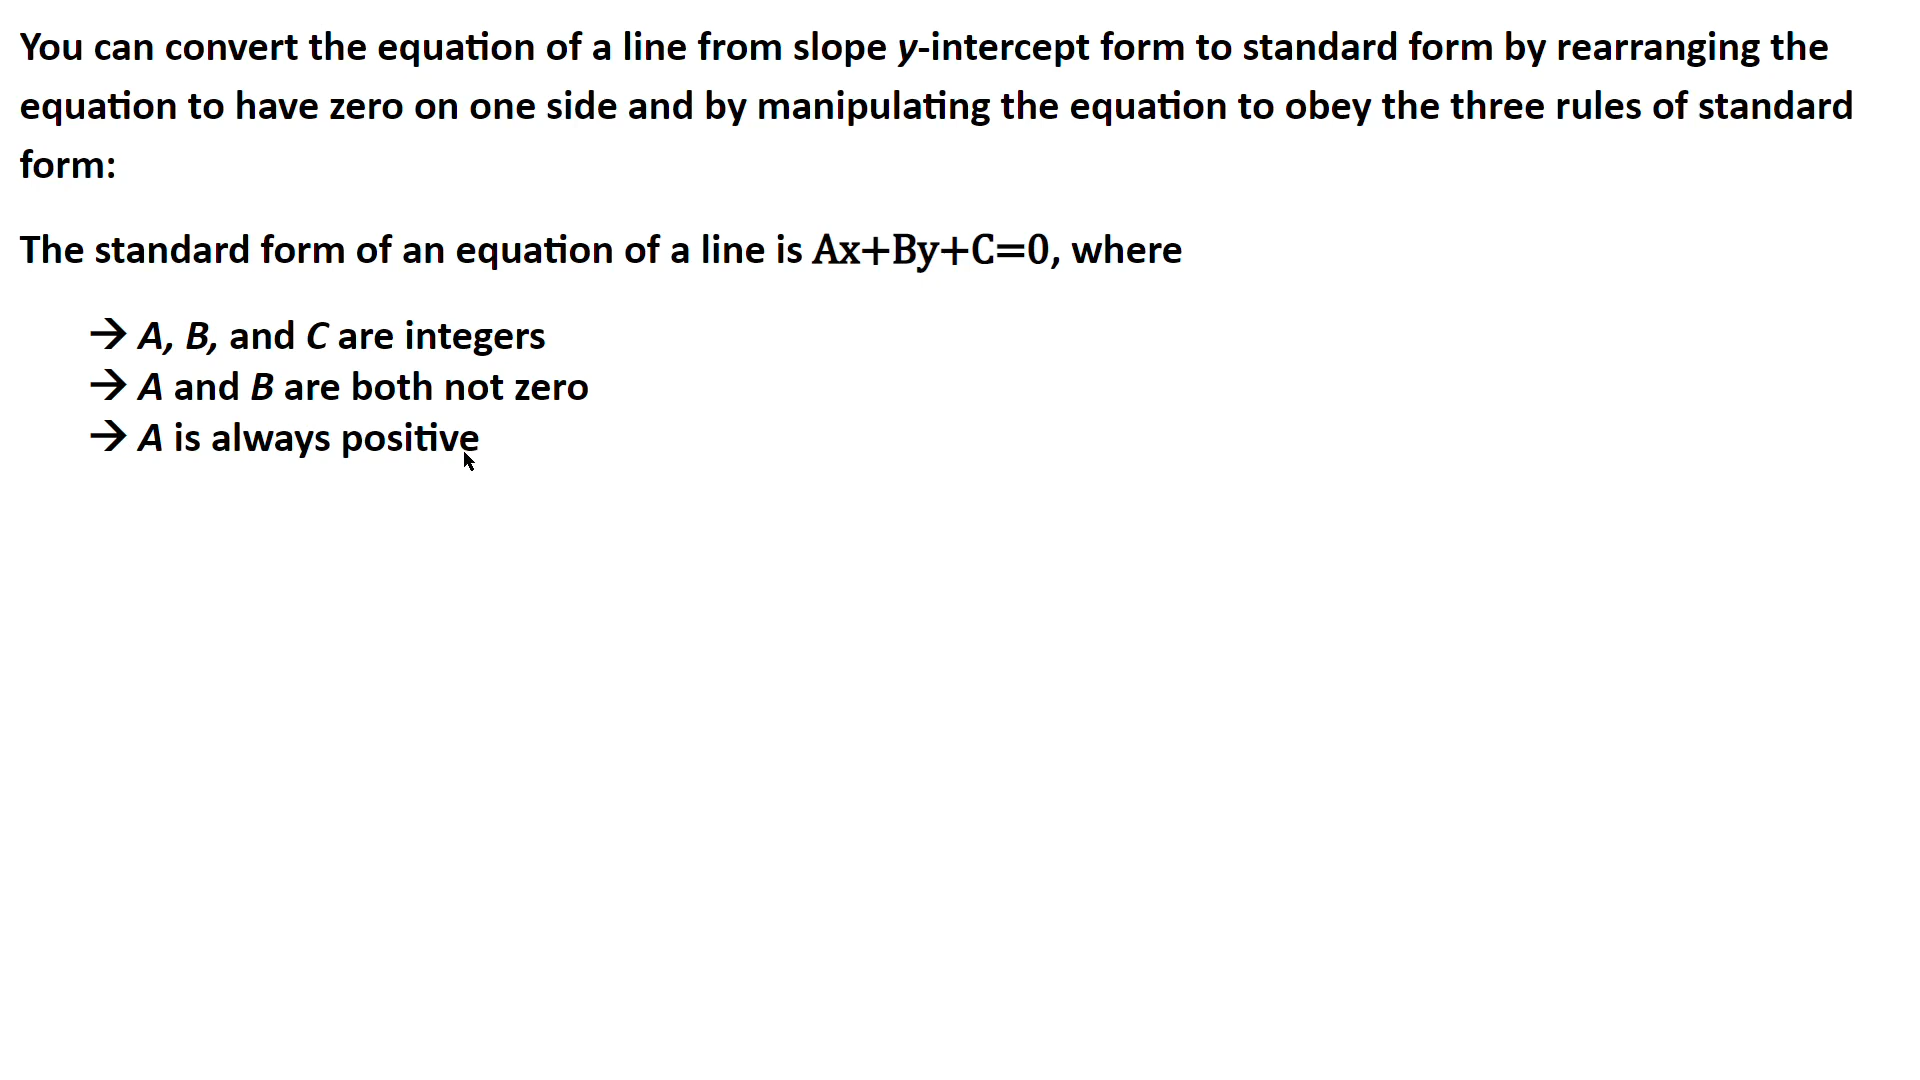 You can convert the equation of a line from slope y-intercept form to standard form by rearranging the
equation to have zero on one side and by manipulating the equation to obey the three rules of standard
form:
The standard form of an equation of a line is Ax+By+C=0, where
→ A, B, and C are integers
→ A and B are both not zero
→ A is always positive